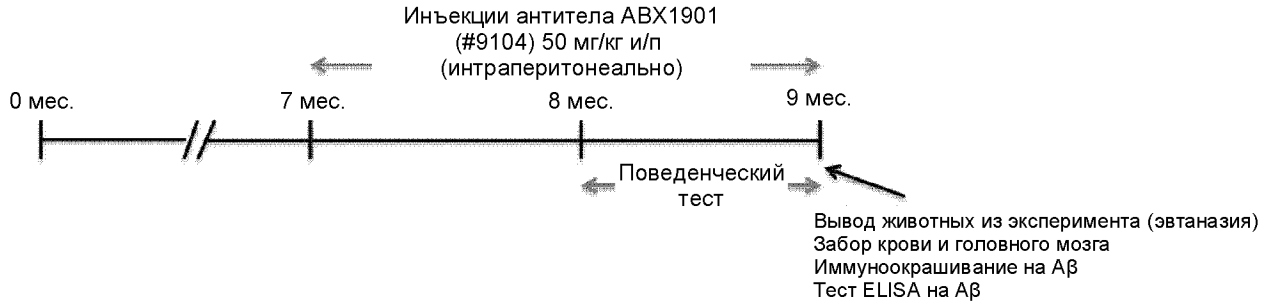 Инъекции антитела ABX1901
(#9104) 50 мг/кг и/п
(интраперитонеально)
0 мес.
7 мес.
8 мес.
9 мес.
Поведенческий
тест
Вывод животных из эксперимента (эвтаназия)
Забор крови и головного мозга
Иммуноокрашивание на Aβ
Тест ELISA на Aβ